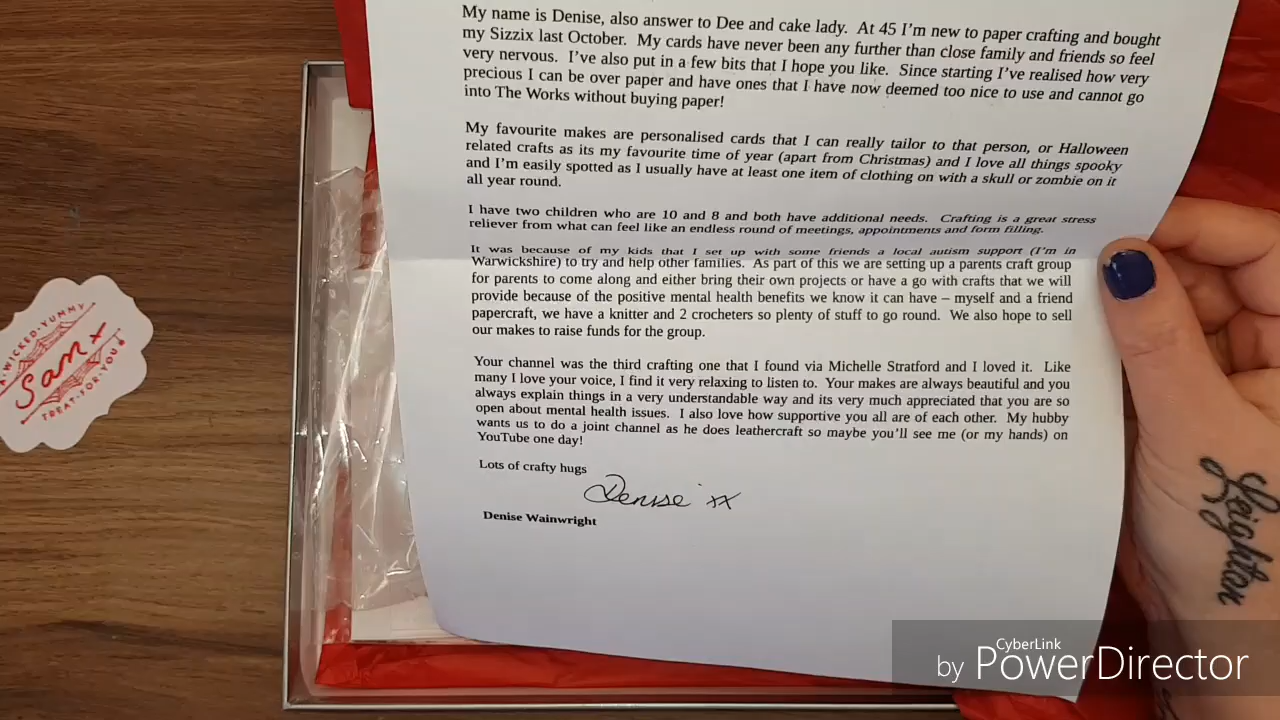 My name is Denise, also answer to Dee and cake lady. At 45 I'm new to paper crafting and bought
my Sizzix last October. My cards have never been any further than close family and friends so feel
very nervous. I've also put in a few bits that I hope you like. Since starting I've realised how very
precious I can be over paper and have ones that I have now deemed too nice to use and cannot go
into The Works without buying paper!
My favourite makes are personalised cards that I can really tailor to that person, or Halloween
related crafts as its my favourite time of year (apart from Christmas) and I love all things spooky
and I'm easily spotted as I usually have at least one item of clothing on with a skull or zombie on it
all year round.
I have two children who are 10 and 8 and both have additional needs. Crafting is a great stress
reliever from what can feel like an endless round of meetings, appointments and form filling.
It was because of my kids that I set up with some friends a local autism support (I'm in
Warwickshire) to try and help other families. As part of this we are setting up a parents craft group
for parents to come along and either bring their own projects or have a go with crafts that we will
provide because of the positive mental health benefits we know it can have – myself and a friend
papercraft, we have a knitter and 2 crocheters so plenty of stuff to go round. We also hope to sell
our makes to raise funds for the group.
Your channel was the third crafting one that I found via Michelle Stratford and I loved it. Like
many I love your voice, I find it very relaxing to listen to. Your makes are always beautiful and you
always explain things in a very understandable way and its very much appreciated that you are so
open about mental health issues. I also love how supportive you all are of each other. My hubby
wants us to do a joint channel as he does leathercraft so maybe you'll see me (or my hands) on
YouTube one day!
Lots of crafty hugs
Denise xx
Denise Wainwright
A·WICKED·YUMMY
Sam x
TREAT·FOR·YOU
Leighton
CyberLink
by PowerDirector